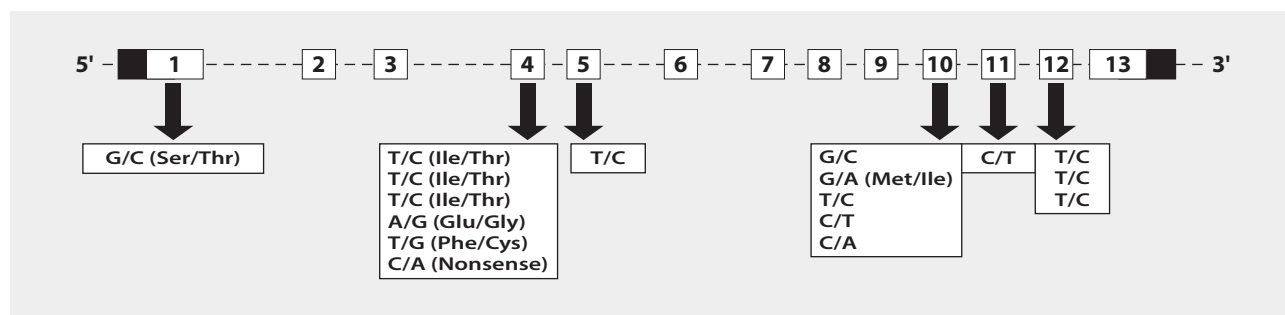 5' 1 2 3 4 5 6 7 8 9 10 11 12 13 3'
G/C (Ser/Thr)
T/C (Ile/Thr)
T/C (Ile/Thr)
T/C (Ile/Thr)
A/G (Glu/Gly)
T/G (Phe/Cys)
C/A (Nonsense)
T/C
G/C
G/A (Met/Ile)
T/C
C/T
C/A
C/T
T/C
T/C
T/C